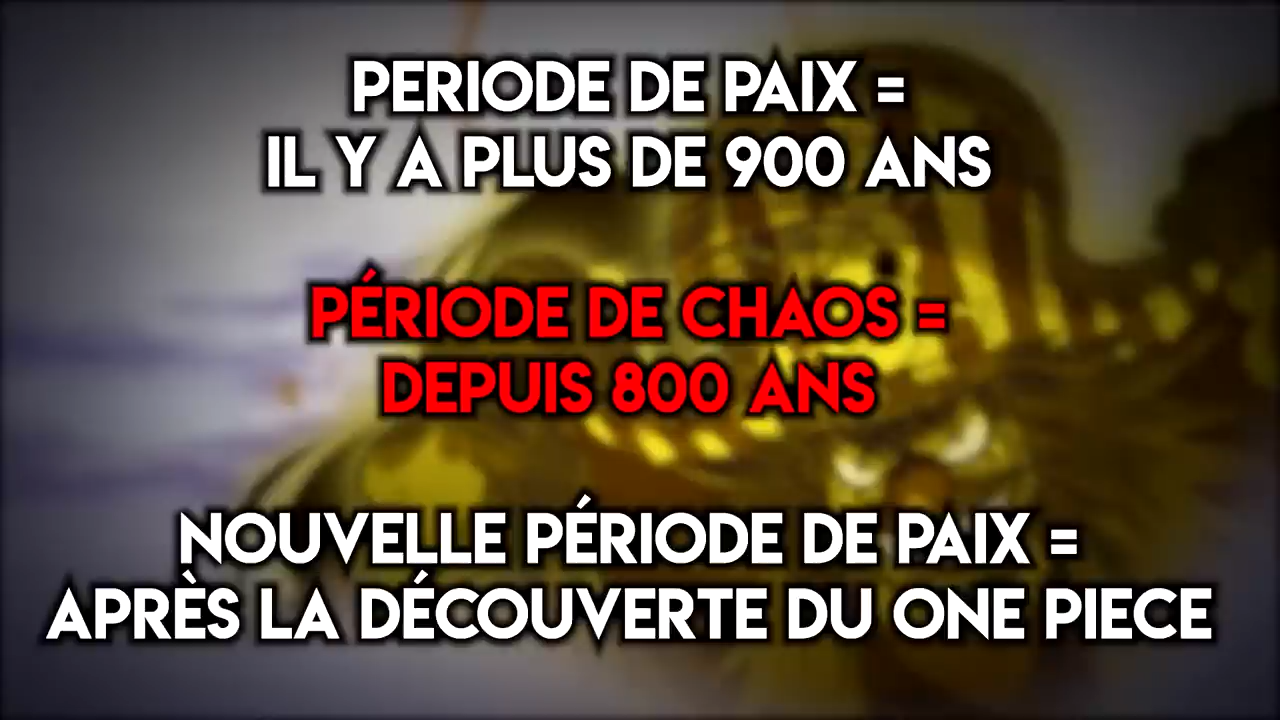 PERIODE DE PAIX =
IL Y A PLUS DE 900 ANS
PÉRIODE DE CHAOS =
DEPUIS 800 ANS
NOUVELLE PÉRIODE DE PAIX =
APRÈS LA DÉCOUVERTE DU ONE PIECE